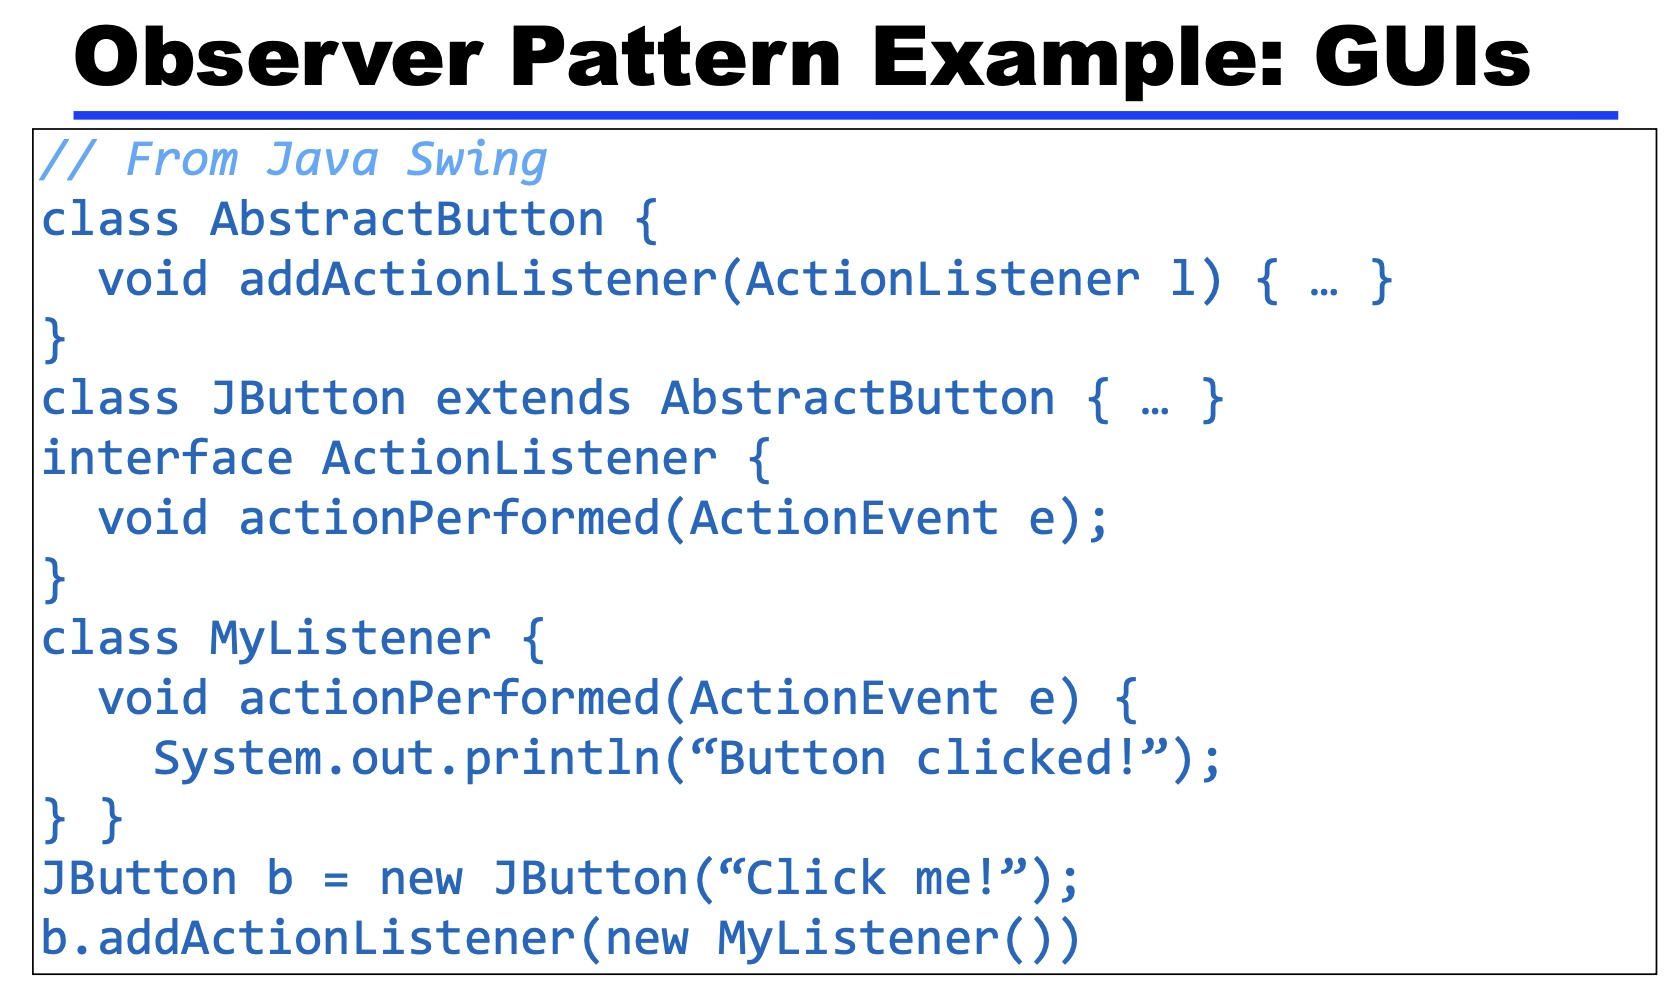 Observer Pattern Example: GUIs
// From Java Swing
class AbstractButton {
  void addActionListener(ActionListener l) { … }
}
class JButton extends AbstractButton { … }
interface ActionListener {
  void actionPerformed(ActionEvent e);
}
class MyListener {
  void actionPerformed(ActionEvent e) {
    System.out.println(“Button clicked!”);
} }
JButton b = new JButton(“Click me!”);
b.addActionListener(new MyListener())